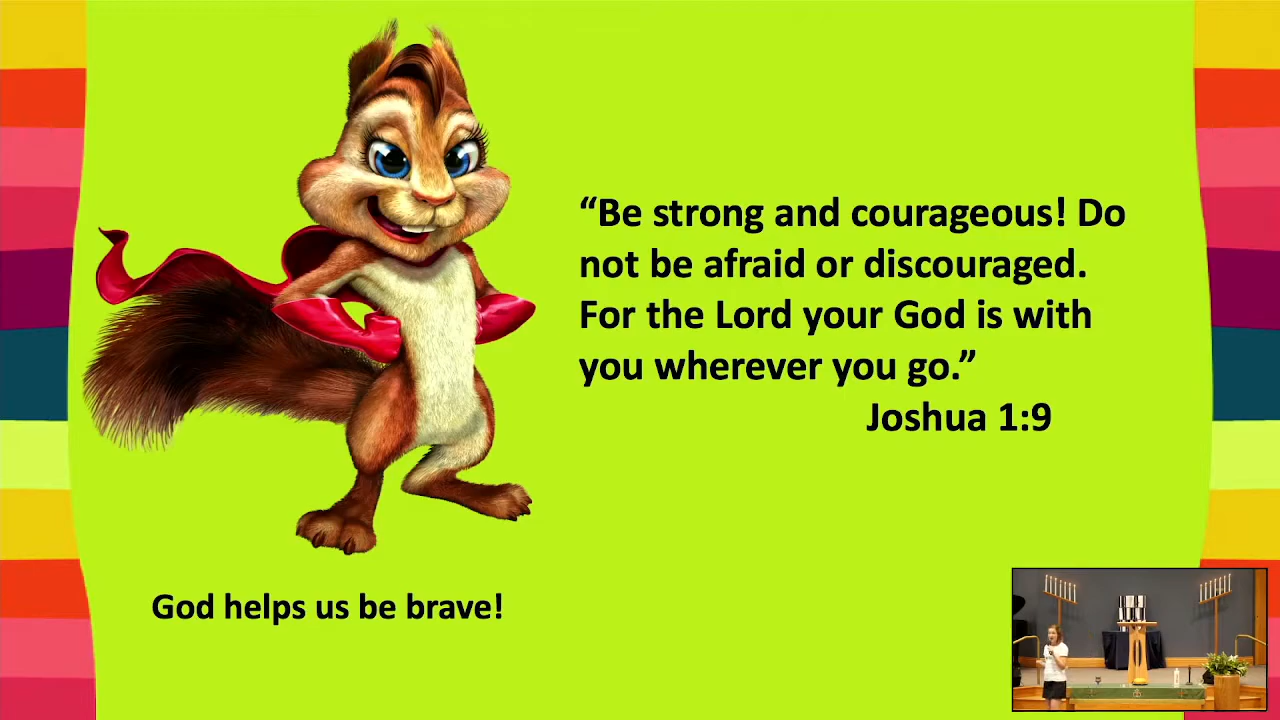 “Be strong and courageous! Do
not be afraid or discouraged.
For the Lord your God is with
you wherever you go.”
Joshua 1:9
God helps us be brave!